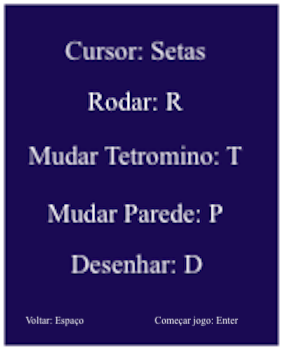 Cursor: Setas
Rodar: R
Mudar Tetromino: T
Mudar Parede: P
Desenhar: D
Voltar: Espaço Começar jogo: Enter